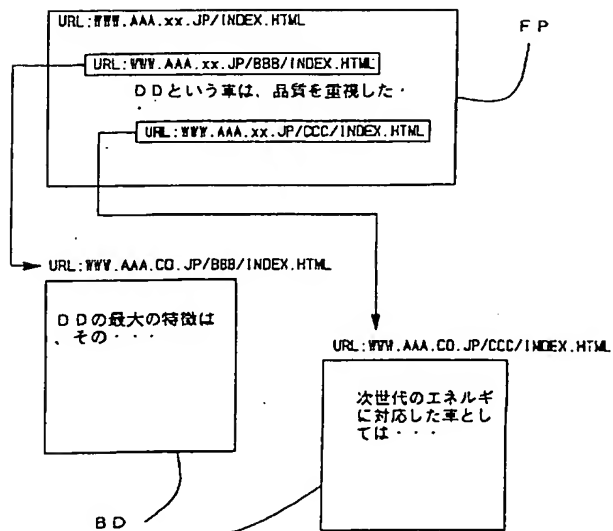 URL:WWW.AAA.xx.JP/INDEX.HTML
FP
URL:WWW.AAA.xx.JP/BBB/INDEX.HTML
DDという車は、品質を重視した・
・
URL:WWW.AAA.xx.JP/CCC/INDEX.HTML
URL:WWW.AAA.CO.JP/BBB/INDEX.HTML
DDの最大の特徴は
、その・・・
URL:WWW.AAA.CO.JP/CCC/INDEX.HTML
次世代のエネルギ
に対応した車とし
ては・・・
BD